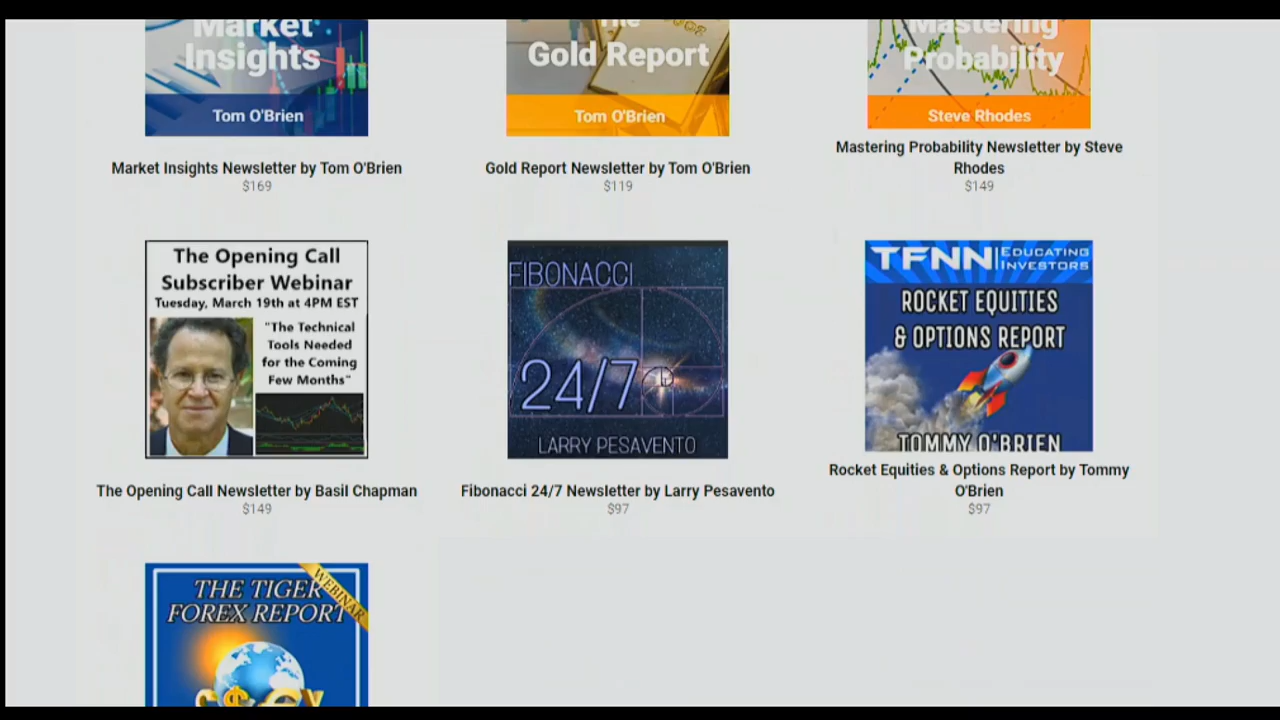 Market
Insights
Tom O'Brien
Market Insights Newsletter by Tom O'Brien
$169
The
Gold Report
Tom O'Brien
Gold Report Newsletter by Tom O'Brien
$119
Mastering
Probability
Steve Rhodes
Mastering Probability Newsletter by Steve
Rhodes
$149
The Opening Call
Subscriber Webinar
Tuesday, March 19th at 4PM EST
"The Technical
Tools Needed
for the Coming
Few Months"
The Opening Call Newsletter by Basil Chapman
$149
FIBONACCI
24/7
LARRY PESAVENTO
Fibonacci 24/7 Newsletter by Larry Pesavento
$97
TFNN EDUCATING
INVESTORS
ROCKET EQUITIES
& OPTIONS REPORT
TOMMY O'BRIEN
Rocket Equities & Options Report by Tommy
O'Brien
$97
THE TIGER
FOREX REPORT
WEBINAR